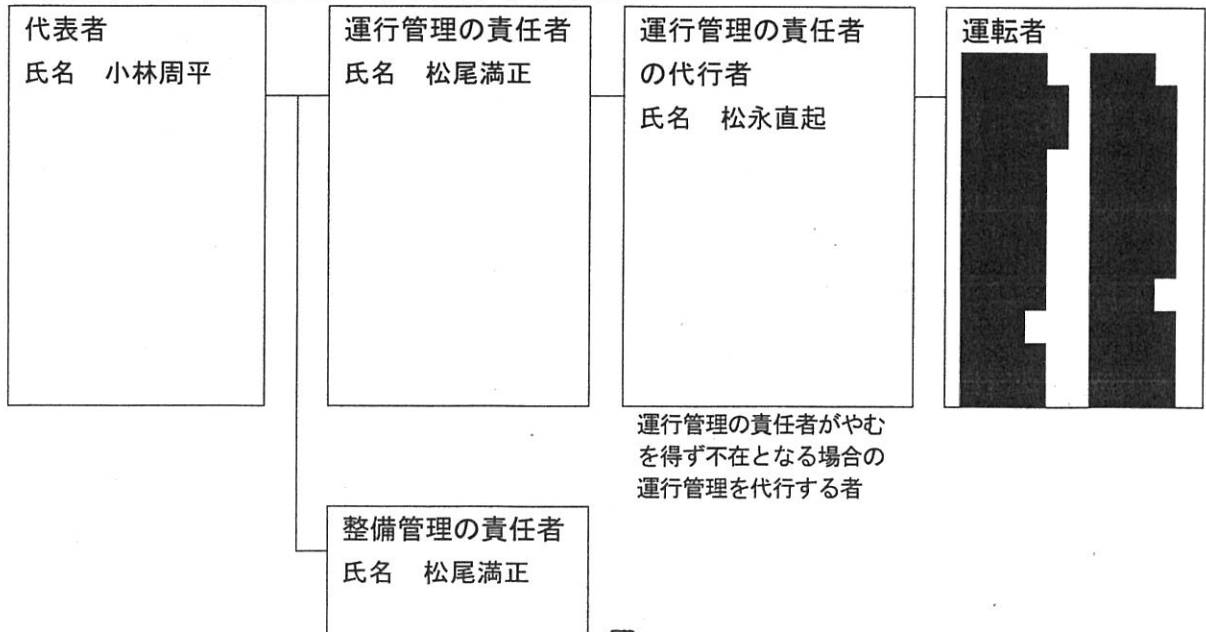 代表者
氏名　小林周平
運行管理の責任者
氏名　松尾満正
運行管理の責任者
の代行者
氏名　松永直起
運転者
運行管理の責任者がやむ
を得ず不在となる場合の
運行管理を代行する者
整備管理の責任者
氏名　松尾満正